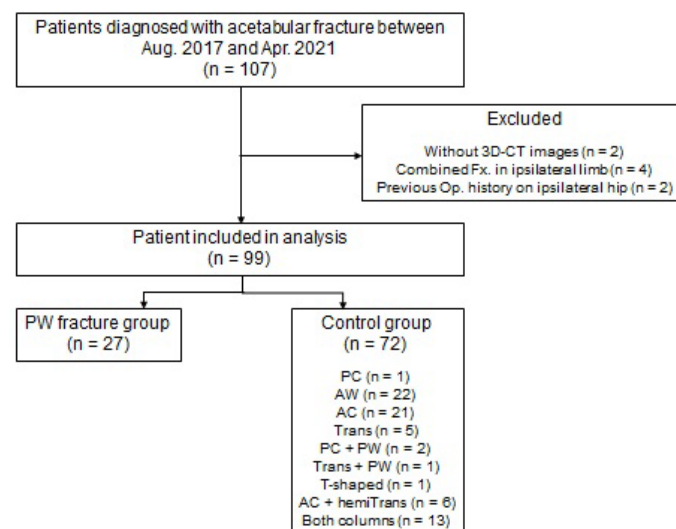 Patients diagnosed with acetabular fracture between
Aug. 2017 and Apr. 2021
(n = 107)
Excluded
Without 3D-CT images (n = 2)
Combined Fx. in ipsilateral limb(n = 4)
Previous Op. history on ipsilateral hip (n = 2)
Patient included in analysis
(n = 99)
PW fracture group
(n = 27)
Control group
(n = 72)
PC (n = 1)
AW (n = 22)
AC (n = 21)
Trans (n = 5)
PC + PW (n = 2)
Trans + PW (n = 1)
T-shaped (n = 1)
AC + hemiTrans (n = 6)
Both columns (n = 13)